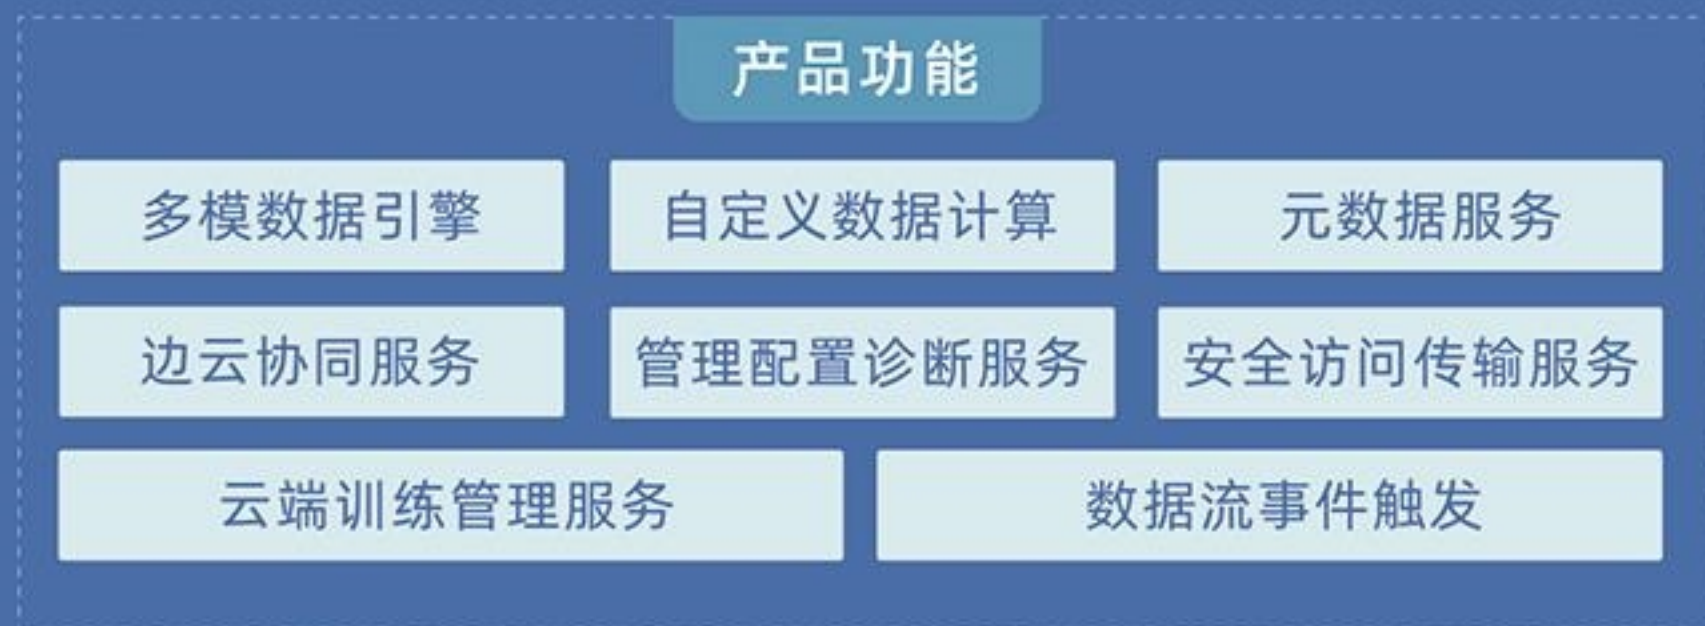 产品功能
多模数据引擎
自定义数据计算
元数据服务
边云协同服务
管理配置诊断服务
安全访问传输服务
云端训练管理服务
数据流事件触发